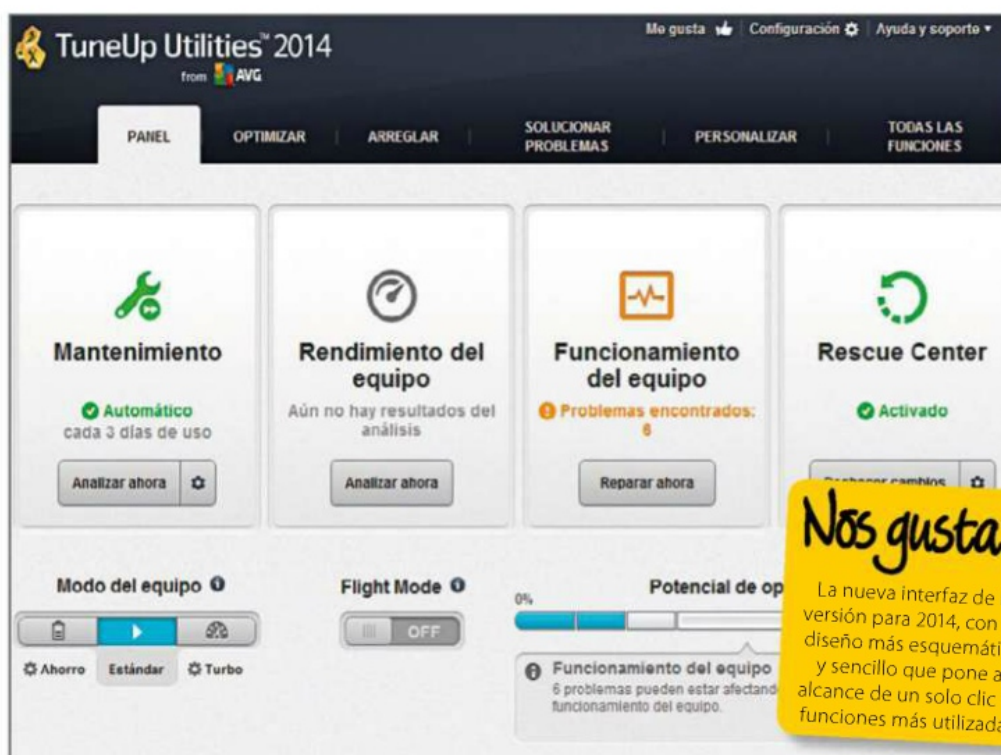 TuneUp Utilities™ 2014
from AVG
Me gusta
Configuración
Ayuda y soporte
PANEL
OPTIMIZAR
ARREGLAR
SOLUCIONAR
PROBLEMAS
PERSONALIZAR
TODAS LAS
FUNCIONES
Mantenimiento
Automático
cada 3 días de uso
Analizar ahora
Rendimiento del
equipo
Aún no hay resultados del
análisis
Analizar ahora
Funcionamiento
del equipo
Problemas encontrados:
6
Reparar ahora
Rescue Center
Activado
Modo del equipo
Ahorro
Estándar
Turbo
Flight Mode
OFF
Potencial de op
0%
Funcionamiento del equipo
6 problemas pueden estar afectand
funcionamiento del equipo.
Nos gusta
La nueva interfaz de
versión para 2014, con
diseño más esquemáti
y sencillo que pone a
alcance de un solo clic
funciones más utilizada